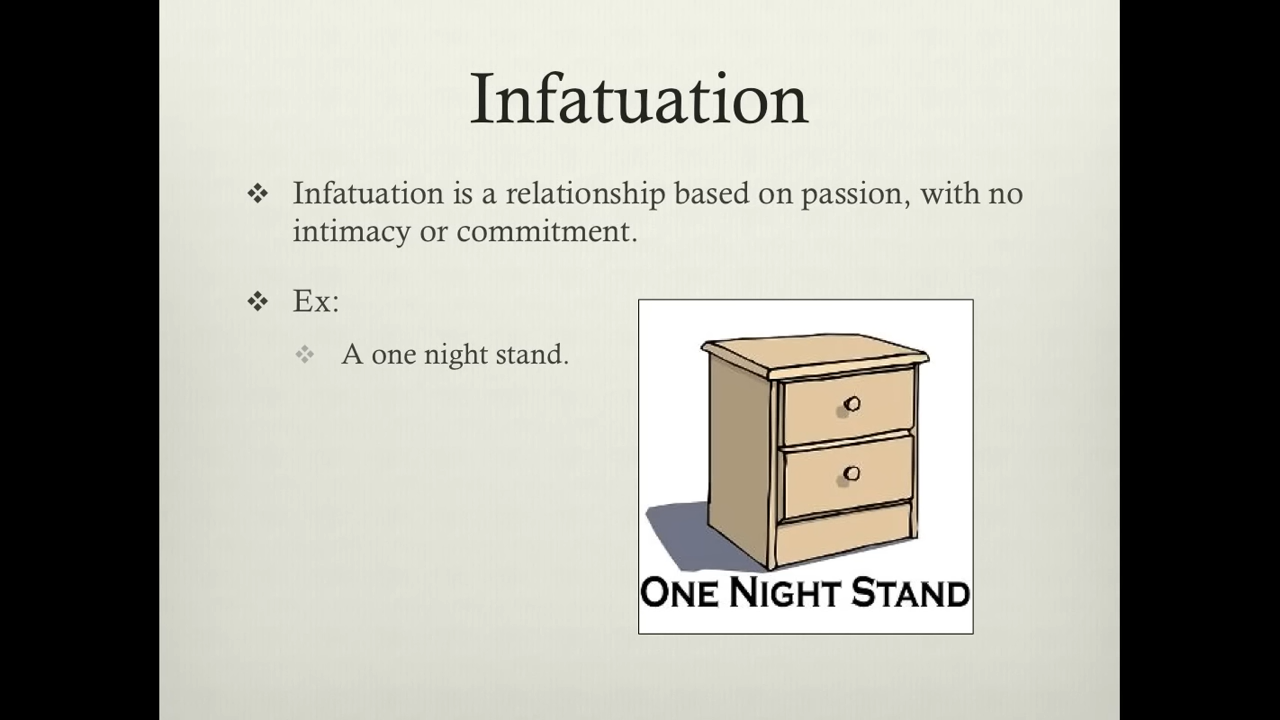 Infatuation
Infatuation is a relationship based on passion, with no
intimacy or commitment.
Ex:
A one night stand.
ONE NIGHT STAND